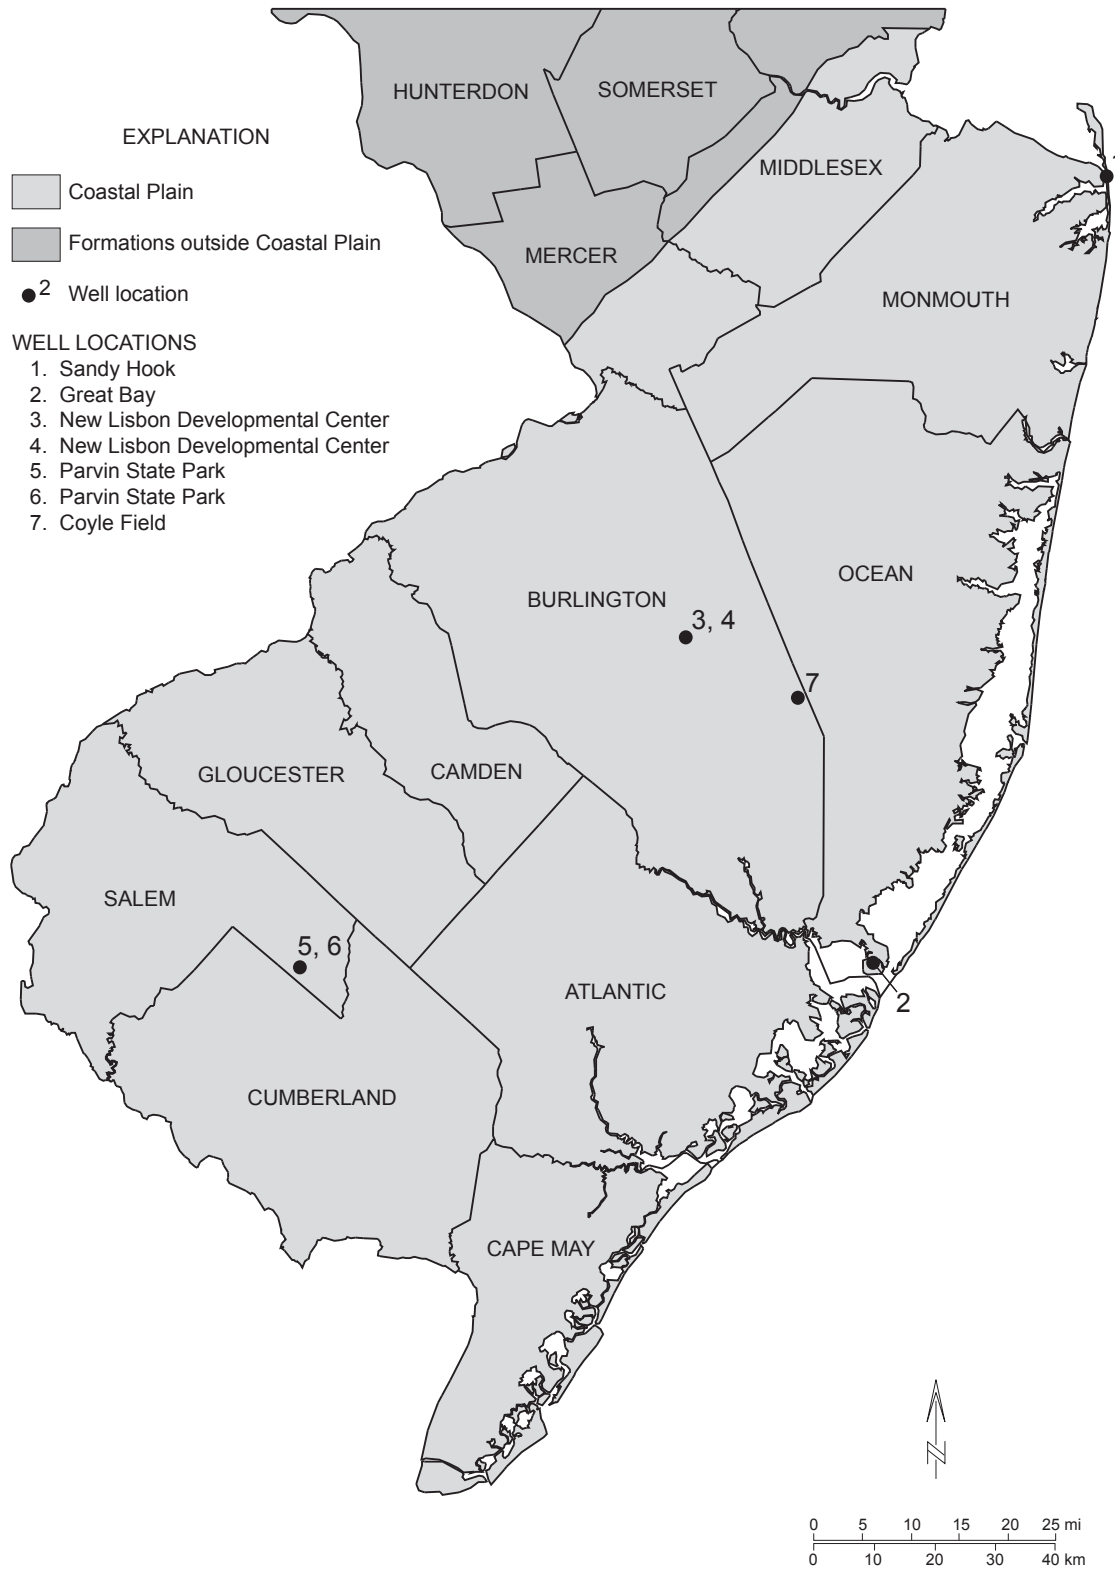 HUNTERDON
SOMERSET
EXPLANATION
Coastal Plain
Formations outside Coastal Plain
2 Well location
WELL LOCATIONS
1. Sandy Hook
2. Great Bay
3. New Lisbon Developmental Center
4. New Lisbon Developmental Center
5. Parvin State Park
6. Parvin State Park
7. Coyle Field
MIDDLESEX
MERCER
MONMOUTH
OCEAN
BURLINGTON
3, 4
7
GLOUCESTER
CAMDEN
SALEM
5, 6
ATLANTIC
2
CUMBERLAND
CAPE MAY
N
0 5 10 15 20 25 mi
0 10 20 30 40 km